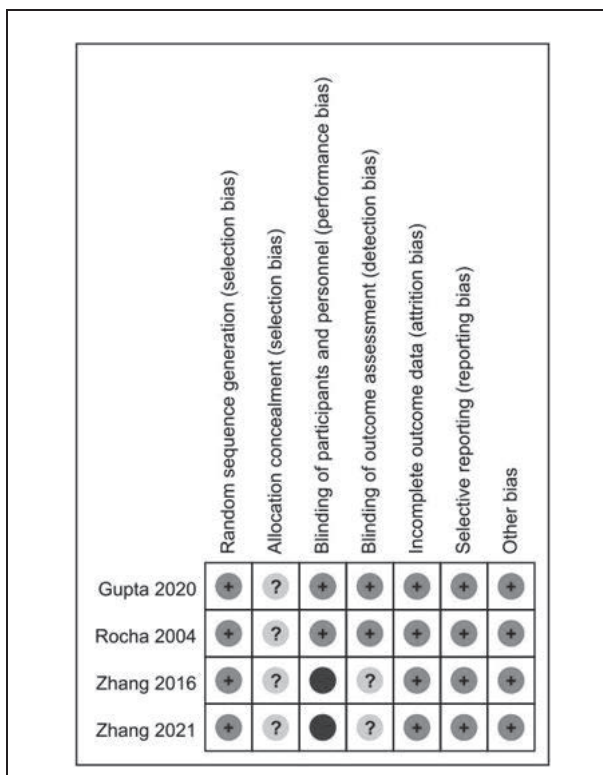 Random sequence generation (selection bias)
Allocation concealment (selection bias)
Blinding of participants and personnel (performance bias)
Blinding of outcome assessment (detection bias)
Incomplete outcome data (attrition bias)
Selective reporting (reporting bias)
Other bias
Gupta 2020 + ? + + + + +
Rocha 2004 + ? + + + + +
Zhang 2016 + ? ? + + +
Zhang 2021 + ? ? + + +